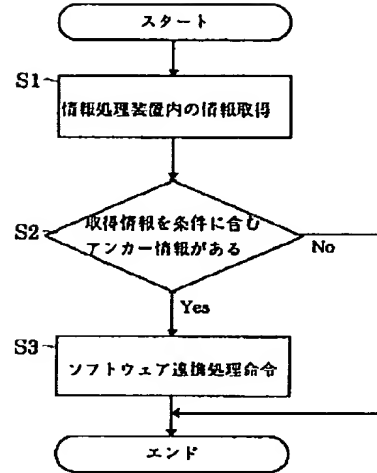 スタート
S1
情報処理装置内の情報取得
S2
取得情報を条件に含む
アンカー情報がある
No
Yes
S3
ソフトウェア連携処理命令
エンド